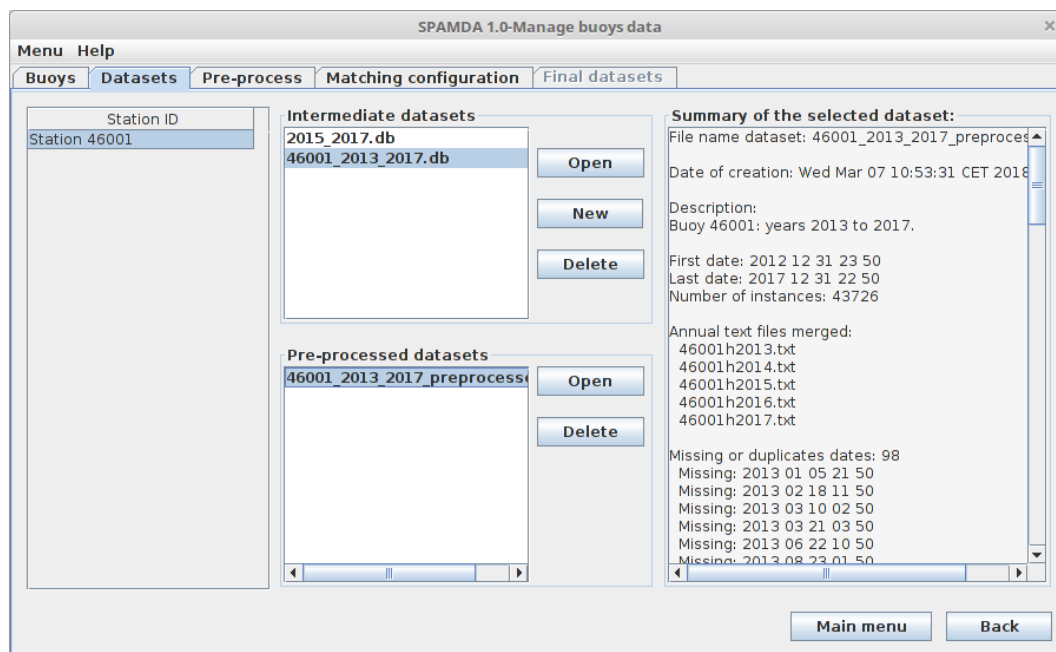 SPAMDA 1.0-Manage buoys data
Menu Help
Buoys Datasets Pre-process Matching configuration Final datasets
Station ID
Station 46001
Intermediate datasets
2015_2017.db
46001_2013_2017.db
Open
New
Delete
Pre-processed datasets
46001_2013_2017_preprocesse
Open
Delete
Summary of the selected dataset:
File name dataset: 46001_2013_2017_preproces
Date of creation: Wed Mar 07 10:53:31 CET 2018
Description:
Buoy 46001: years 2013 to 2017.
First date: 2012 12 31 23 50
Last date: 2017 12 31 22 50
Number of instances: 43726
Annual text files merged:
46001h2013.txt
46001h2014.txt
46001h2015.txt
46001h2016.txt
46001h2017.txt
Missing or duplicates dates: 98
Missing: 2013 01 05 21 50
Missing: 2013 02 18 11 50
Missing: 2013 03 10 02 50
Missing: 2013 03 21 03 50
Missing: 2013 06 22 10 50
Missing: 2013 08 23 01 50
Main menu
Back